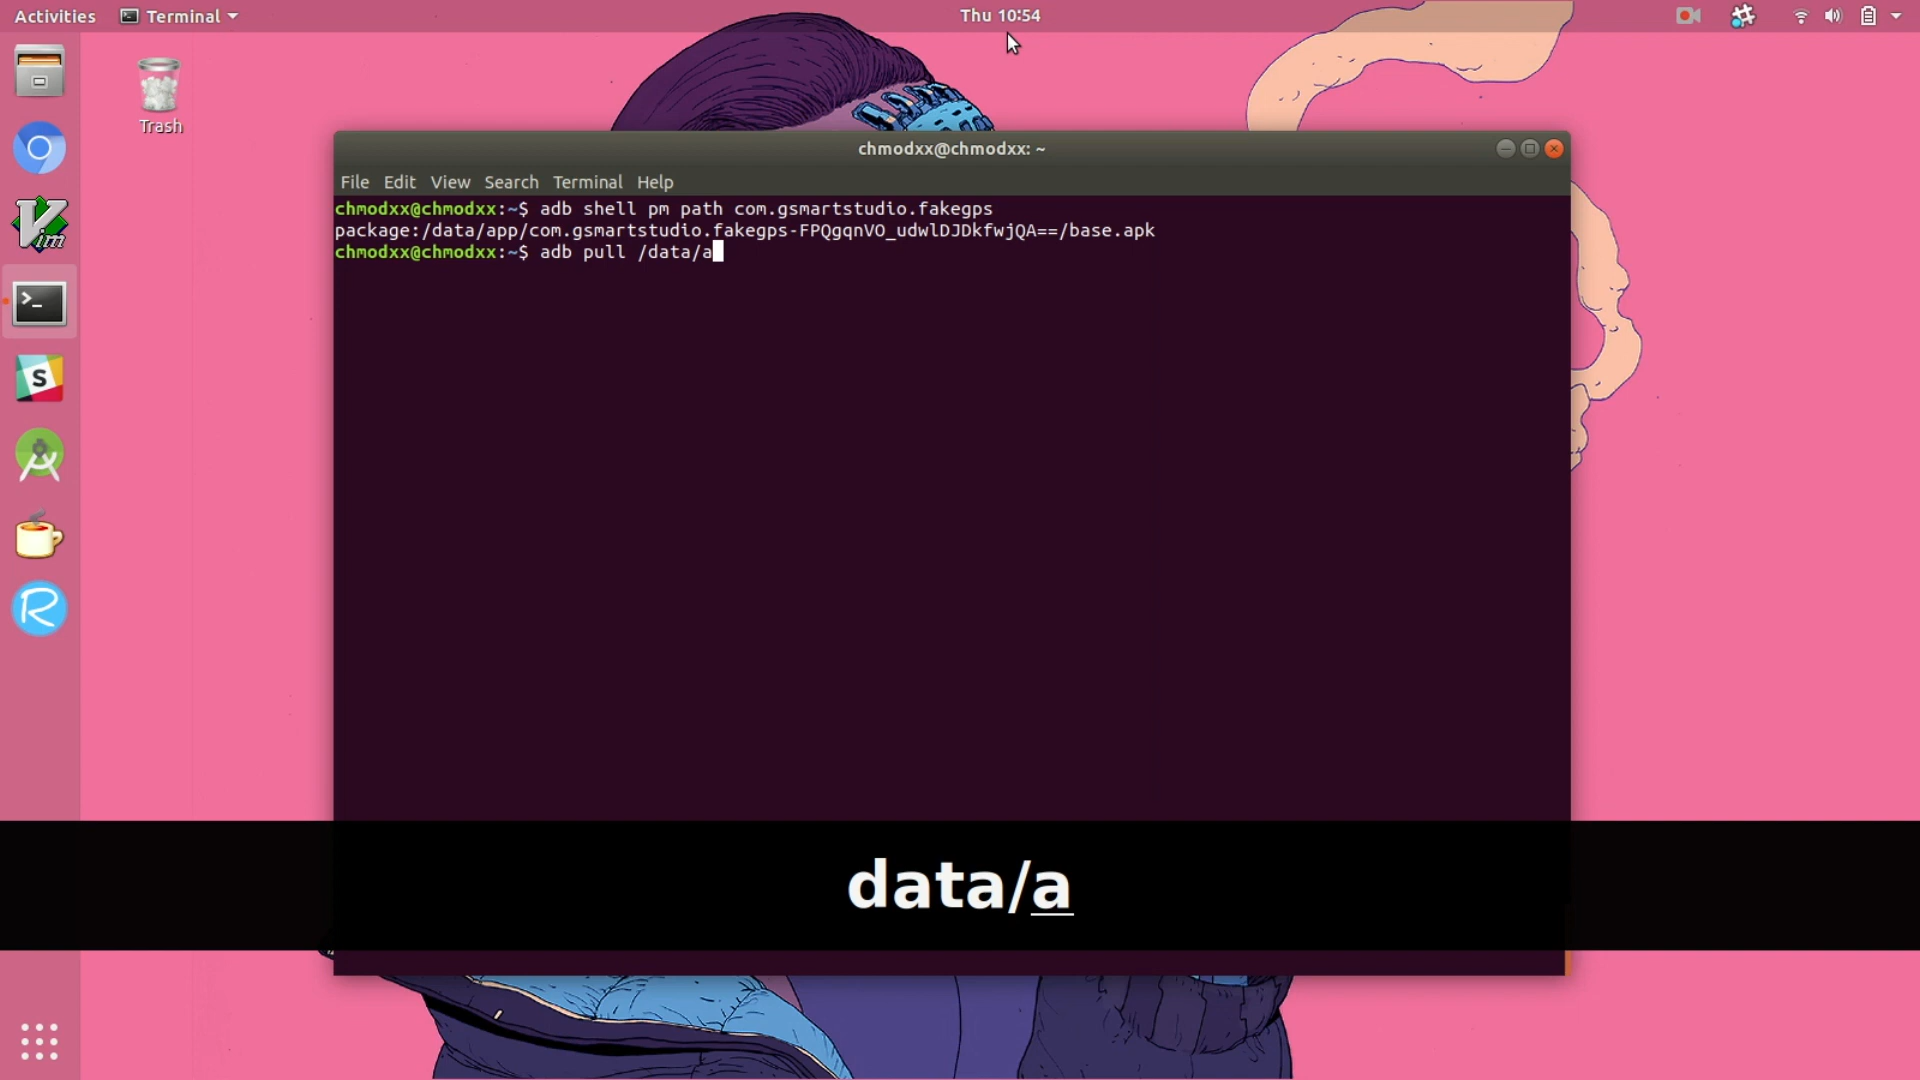 Activities Terminal Thu 10:54
Trash
chmodxx@chmodxx: ~
File Edit View Search Terminal Help
chmodxx@chmodxx:~$ adb shell pm path com.gsmartstudio.fakegps
package:/data/app/com.gsmartstudio.fakegps-FPQgqnVO_udwlDJDkfwjQA==/base.apk
chmodxx@chmodxx:~$ adb pull /data/a
Vim
>_
S
R
data/a